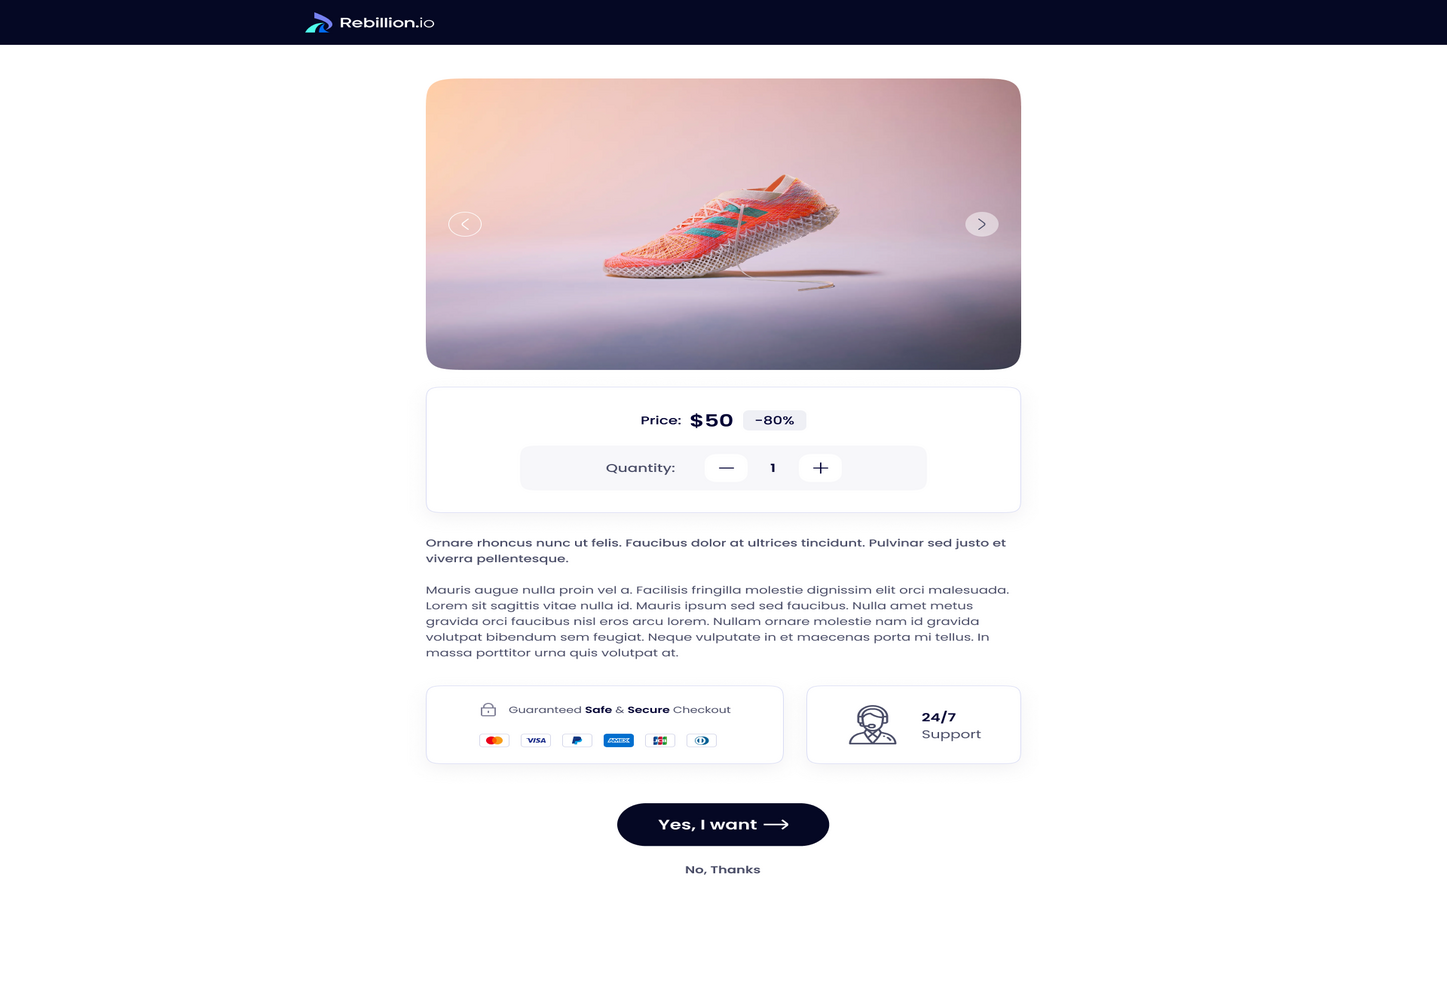 Rebillion.io
Price: $50 -80%
Quantity: — 1 +
Ornare rhoncus nunc ut felis. Faucibus dolor at ultrices tincidunt. Pulvinar sed justo et
viverra pellentesque.
Mauris augue nulla proin vel a. Facilisis fringilla molestie dignissim elit orci malesuada.
Lorem sit sagittis vitae nulla id. Mauris ipsum sed sed faucibus. Nulla amet metus
gravida orci faucibus nisl eros arcu lorem. Nullam ornare molestie nam id gravida
volutpat bibendum sem feugiat. Neque vulputate in et maecenas porta mi tellus. In
massa porttitor urna quis volutpat at.
Guaranteed Safe & Secure Checkout
VISA AMEX JCB
24/7
Support
Yes, I want
No, Thanks